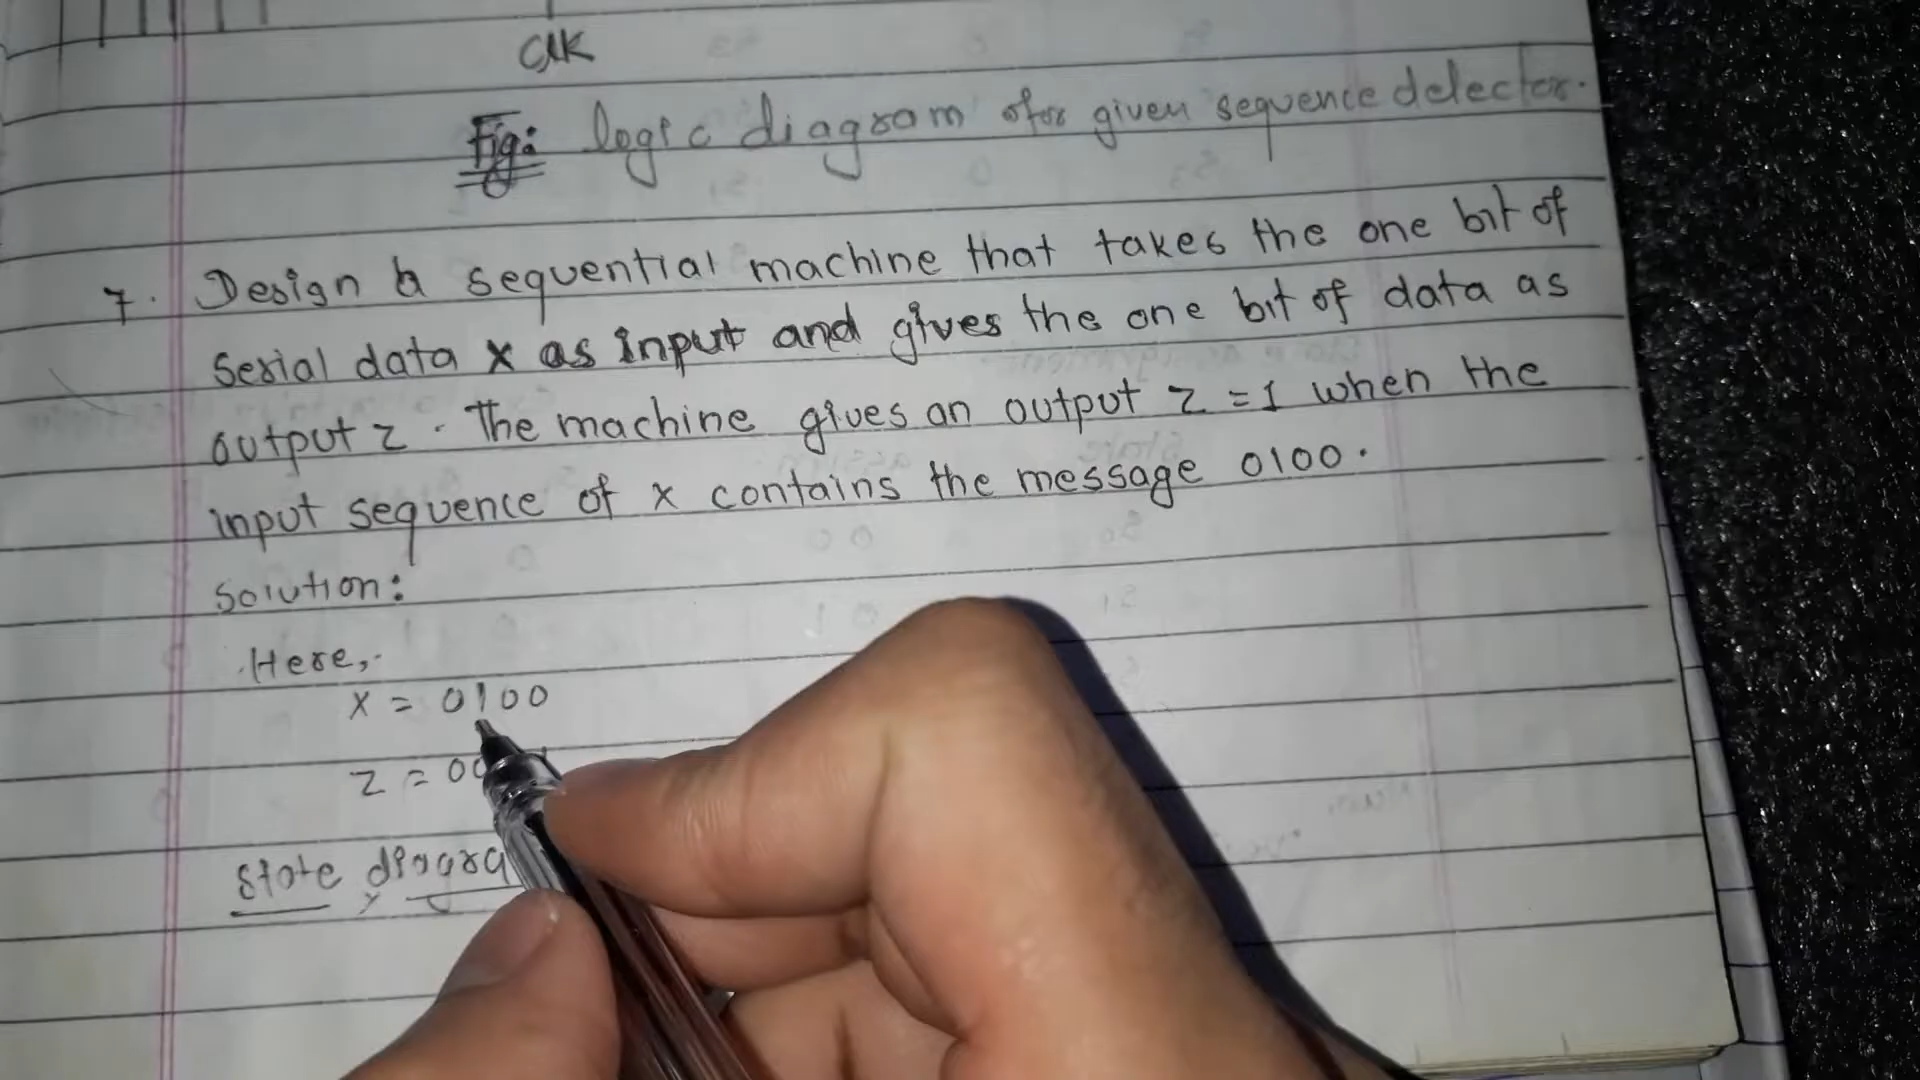 CLK
Fig: logic diagram ofor given sequence detector.
7. Design a sequential machine that takes the one bit of
serial data x as input and gives the one bit of data as
output z. The machine gives an output z = 1 when the
input sequence of x contains the message 0100.
Solution:
Here,
x = 0100
z = 00
State diagra